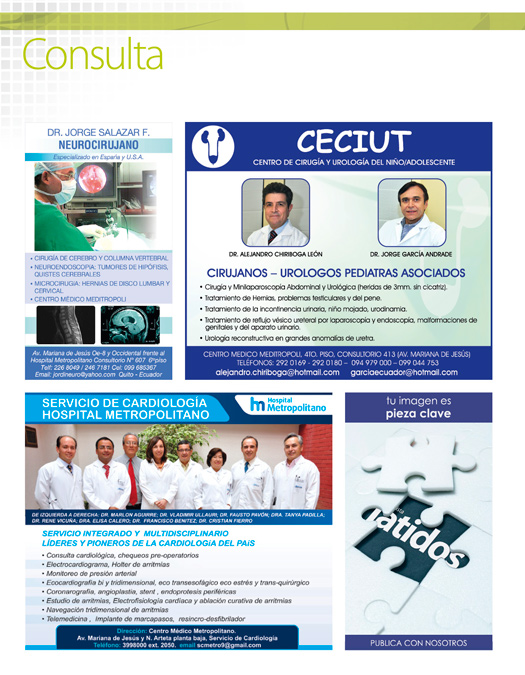 Consulta
DR. JORGE SALAZAR F.
NEUROCIRUJANO
Especializado en España y U.S.A.
• CIRUGÍA DE CEREBRO Y COLUMNA VERTEBRAL
• NEUROENDOSCOPIA: TUMORES DE HIPÓFISIS,
QUISTES CEREBRALES
• MICROCIRUGIA: HERNIAS DE DISCO LUMBAR Y
CERVICAL
• CENTRO MÉDICO MEDITROPOLI
Av. Mariana de Jesús Oe-8 y Occidental frente al
Hospital Metropolitano Consultorio N° 607 6ºpiso
Telf: 226 8049 / 246 7181 Cel: 099 685367
Email: jordineuro@yahoo.com Quito - Ecuador
CECIUT
CENTRO DE CIRUGÍA Y UROLOGÍA DEL NIÑO/ADOLESCENTE
DR. ALEJANDRO CHIRIBOGA LEÓN
DR. JORGE GARCÍA ANDRADE
CIRUJANOS – UROLOGOS PEDIATRAS ASOCIADOS
• Cirugía y Minilaparoscopia Abdominal y Urológica (heridas de 3mm. sin cicatriz).
• Tratamiento de Hernias, problemas testiculares y del pene.
• Tratamiento de la incontinencia urinaria, niño mojado, urodinamia.
• Tratamiento de reflujo vésico ureteral por laparoscopia y endoscopia, malformaciones de
genitales y del aparato urinario.
• Urología reconstructiva en grandes anomalías de uretra.
CENTRO MEDICO MEDITROPOLI, 4TO. PISO, CONSULTORIO 413 (AV. MARIANA DE JESÚS)
TELÉFONOS: 292 0169 - 292 0180 – 094 979 000 – 099 044 753
alejandro.chiriboga@hotmail.com garciaecuador@hotmail.com
SERVICIO DE CARDIOLOGÍA
HOSPITAL METROPOLITANO
hm Hospital
Metropolitano
DE IZQUIERDA A DERECHA: DR. MARLON AGUIRRE; DR. VLADIMIR ULLAURI; DR. FAUSTO PAVÓN; DRA. TANYA PADILLA;
DR. RENE VICUÑA; DRA. ELISA CALERO; DR. FRANCISCO BENITEZ; DR. CRISTIAN FIERRO
SERVICIO INTEGRADO Y MULTIDISCIPLINARIO
LÍDERES Y PIONEROS DE LA CARDIOLOGÍA DEL PAíS
• Consulta cardiológica, chequeos pre-operatorios
• Electrocardiograma, Holter de arritmias
• Monitoreo de presión arterial
• Ecocardiografía bi y tridimensional, eco transesofágico eco estrés y trans-quirúrgico
• Coronarografía, angioplastia, stent , endoprotesis periféricas
• Estudio de arritmias, Electrofisiología cardíaca y ablación curativa de arritmias
• Navegación tridimensional de arritmias
• Telemedicina , Implante de marcapasos, resincro-desfibrilador
Dirección: Centro Médico Metropolitano.
Av. Mariana de Jesús y N. Arteta planta baja, Servicio de Cardiología
Teléfono: 3998000 ext. 2050. email scmetro9@gmail.com
tu imagen es
pieza clave
latidos
PUBLICA CON NOSOTROS